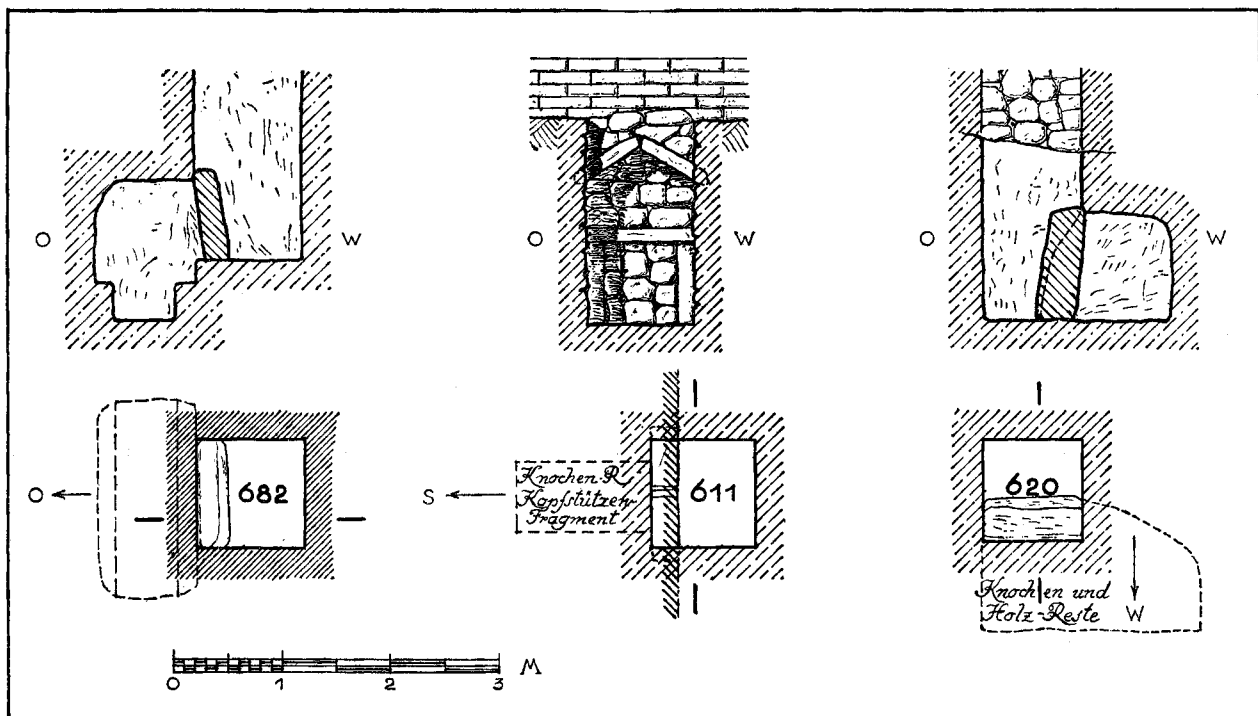 O
W
O
W
O
W
O
682
S
Knochen-R.
Kopfstützen-
Fragment
611
620
Knochen und
Holz-Reste
W
0
1
2
3
M